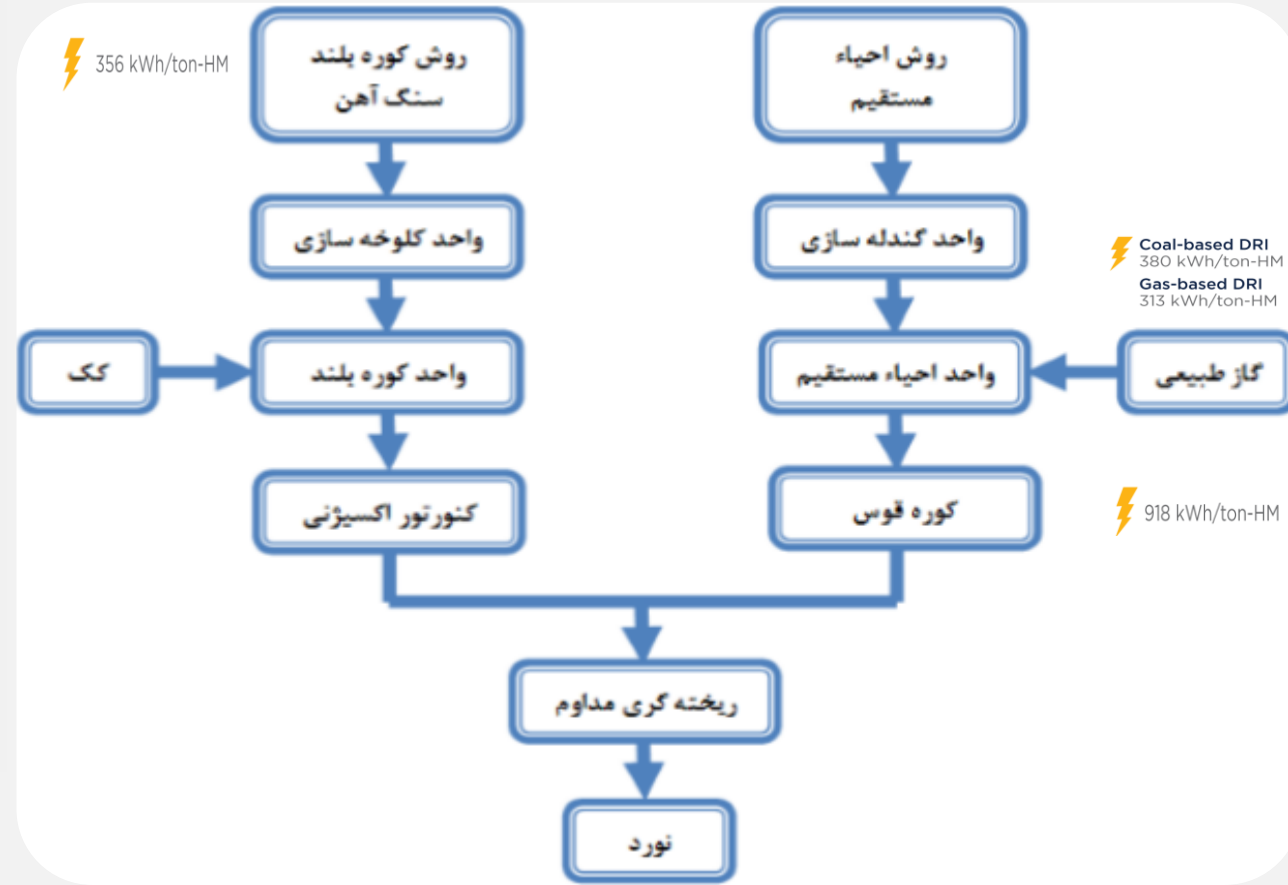 356 kWh/ton-HM
روش کوره بلند
سنگ آهن
روش احیاء
مستقیم
واحد کلوخه سازی
واحد گندله سازی
Coal-based DRI
380 kWh/ton-HM
Gas-based DRI
313 kWh/ton-HM
کک
واحد کوره بلند
واحد احیاء مستقیم
گاز طبیعی
کنورتور اکسیژنی
کوره قوس
918 kWh/ton-HM
ریخته گری مداوم
نورد